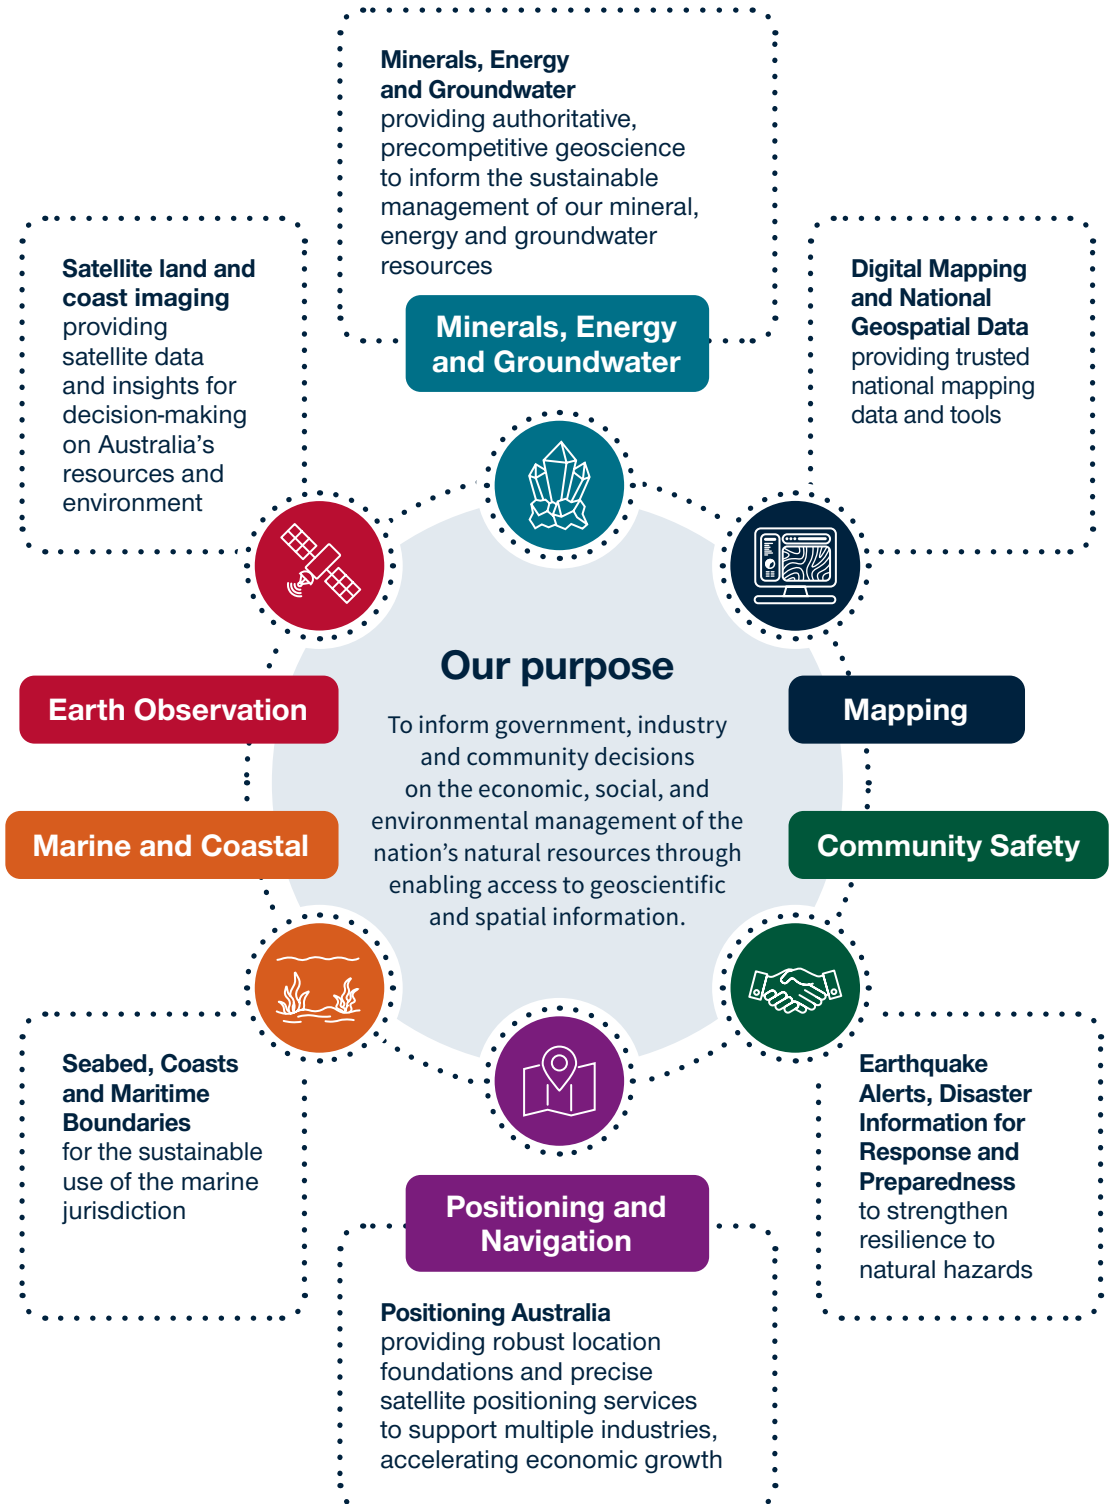 Minerals, Energy
and Groundwater
providing authoritative,
precompetitive geoscience
to inform the sustainable
management of our mineral,
energy and groundwater
resources
Minerals, Energy
and Groundwater
Satellite land and
coast imaging
providing
satellite data
and insights for
decision-making
on Australia’s
resources and
environment
Digital Mapping
and National
Geospatial Data
providing trusted
national mapping
data and tools
Our purpose
To inform government, industry
and community decisions
on the economic, social, and
environmental management of the
nation’s natural resources through
enabling access to geoscientific
and spatial information.
Earth Observation
Mapping
Marine and Coastal
Community Safety
Seabed, Coasts
and Maritime
Boundaries
for the sustainable
use of the marine
jurisdiction
Earthquake
Alerts, Disaster
Information for
Response and
Preparedness
to strengthen
resilience to
natural hazards
Positioning and
Navigation
Positioning Australia
providing robust location
foundations and precise
satellite positioning services
to support multiple industries,
accelerating economic growth